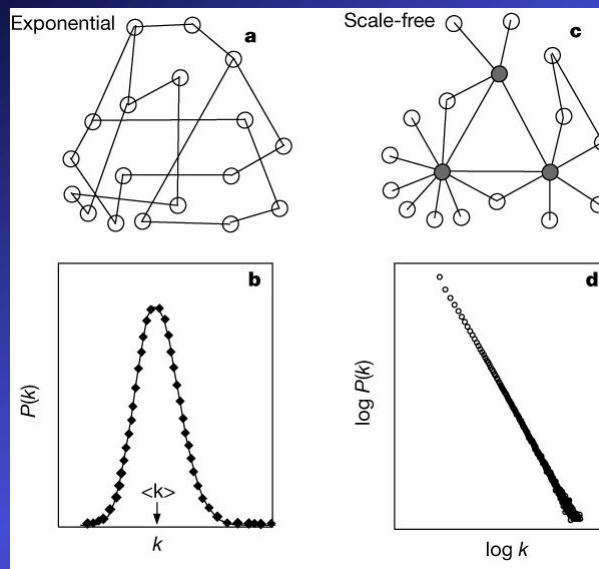 Exponential
a
Scale-free
c
b
P(k)
<k>
k
d
log P(k)
log k